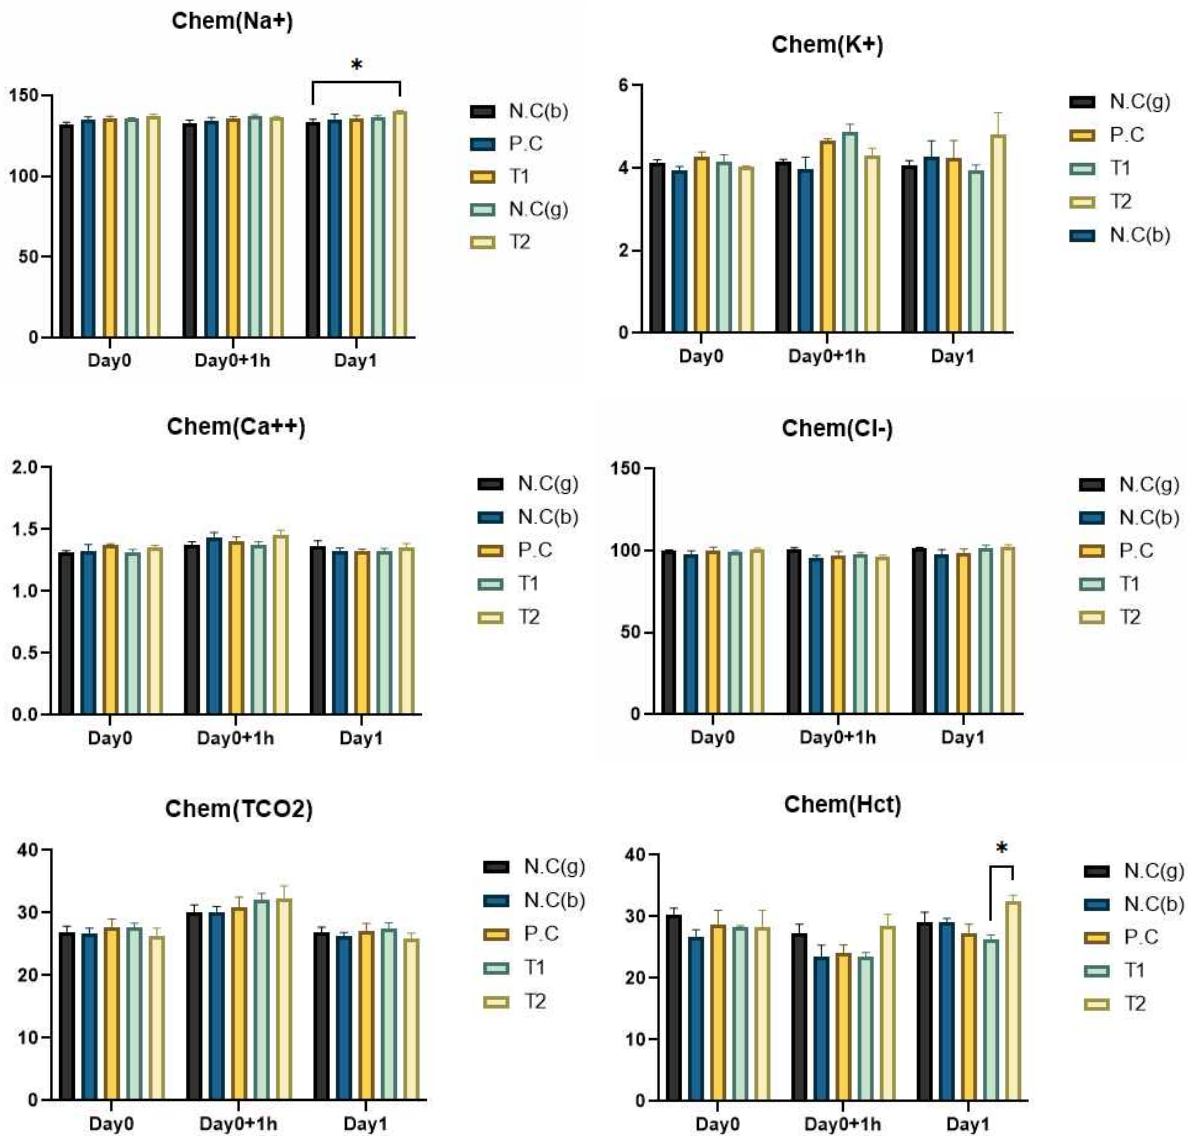 Chem(Na+)
*
150
100
50
0
Day0
Day0+1h
Day1
N.C(b)
P.C
T1
N.C(g)
T2
Chem(K+)
6
4
2
0
Day0
Day0+1h
Day1
N.C(g)
P.C
T1
T2
N.C(b)
Chem(Ca++)
2.0
1.5
1.0
0.5
0.0
Day0
Day0+1h
Day1
N.C(g)
N.C(b)
P.C
T1
T2
Chem(Cl-)
150
100
50
0
Day0
Day0+1h
Day1
N.C(g)
N.C(b)
P.C
T1
T2
Chem(TCO2)
40
30
20
10
0
Day0
Day0+1h
Day1
N.C(g)
N.C(b)
P.C
T1
T2
Chem(Hct)
*
40
30
20
10
0
Day0
Day0+1h
Day1
N.C(g)
N.C(b)
P.C
T1
T2